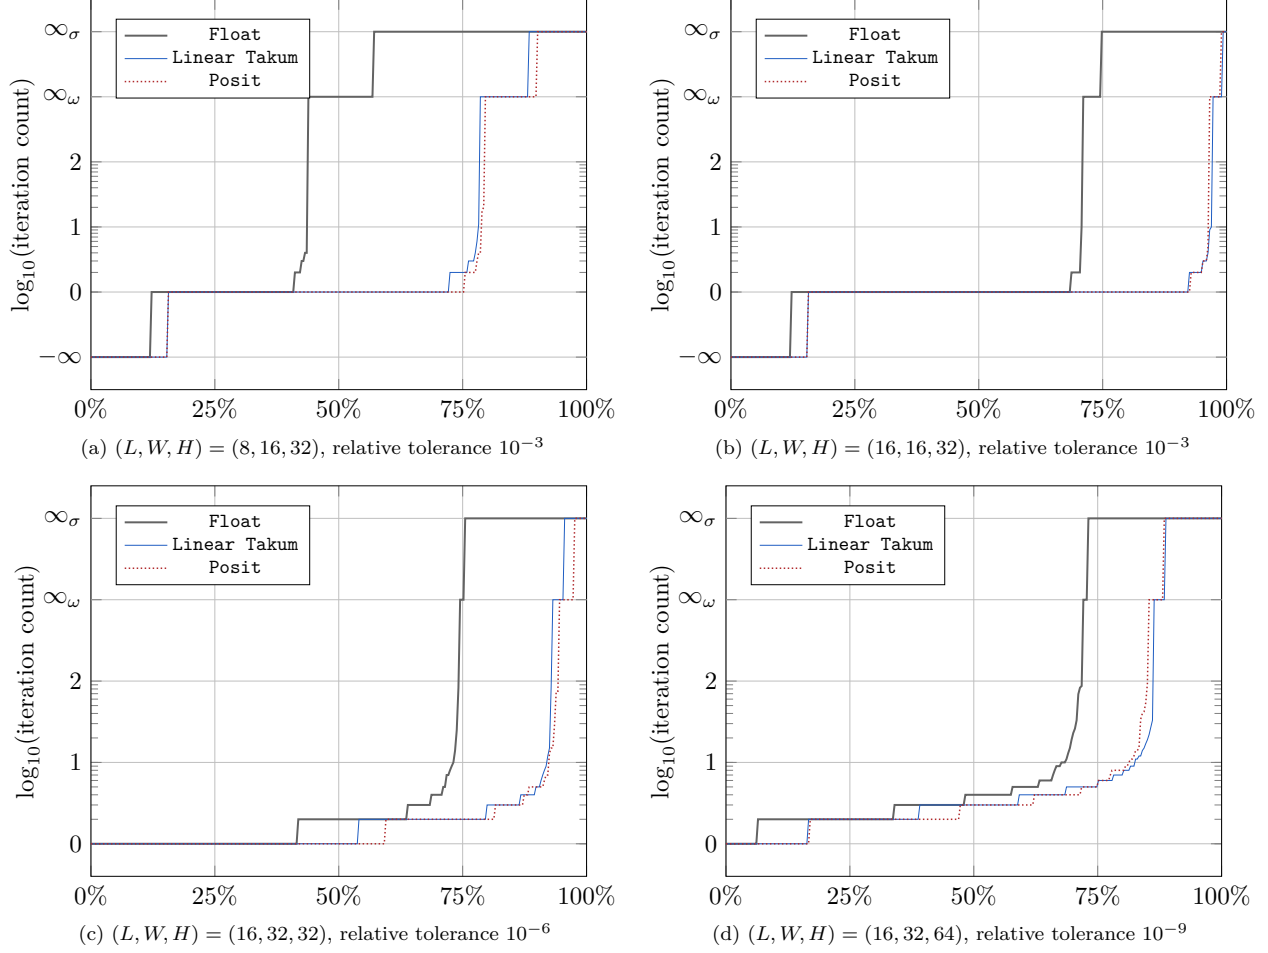 ∞σ
∞ω
2
1
0
−∞
log10(iteration count)
Float
Linear Takum
Posit
0% 25% 50% 75% 100%
(a) (L, W, H) = (8, 16, 32), relative tolerance 10−3
∞σ
∞ω
2
1
0
−∞
log10(iteration count)
Float
Linear Takum
Posit
0% 25% 50% 75% 100%
(b) (L, W, H) = (16, 16, 32), relative tolerance 10−3
∞σ
∞ω
2
1
0
log10(iteration count)
Float
Linear Takum
Posit
0% 25% 50% 75% 100%
(c) (L, W, H) = (16, 32, 32), relative tolerance 10−6
∞σ
∞ω
2
1
0
log10(iteration count)
Float
Linear Takum
Posit
0% 25% 50% 75% 100%
(d) (L, W, H) = (16, 32, 64), relative tolerance 10−9